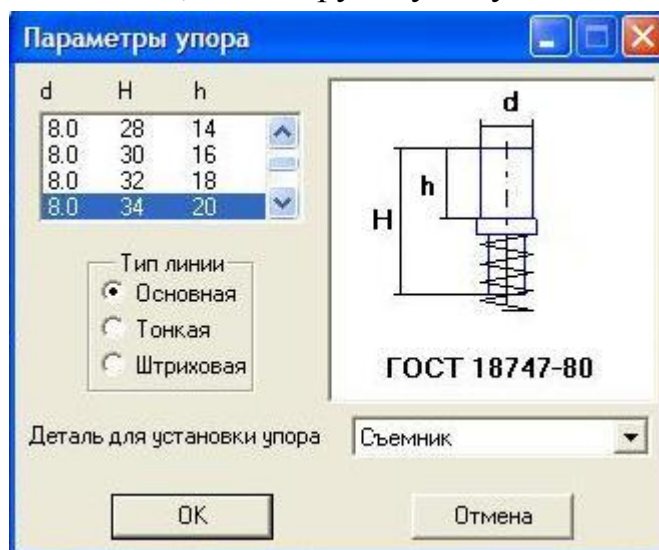 Параметры упора
d H h
8.0 28 14
8.0 30 16
8.0 32 18
8.0 34 20
Тип линии
Основная
Тонкая
Штриховая
d
h
H
ГОСТ 18747-80
Деталь для установки упора Съемник
OK Отмена